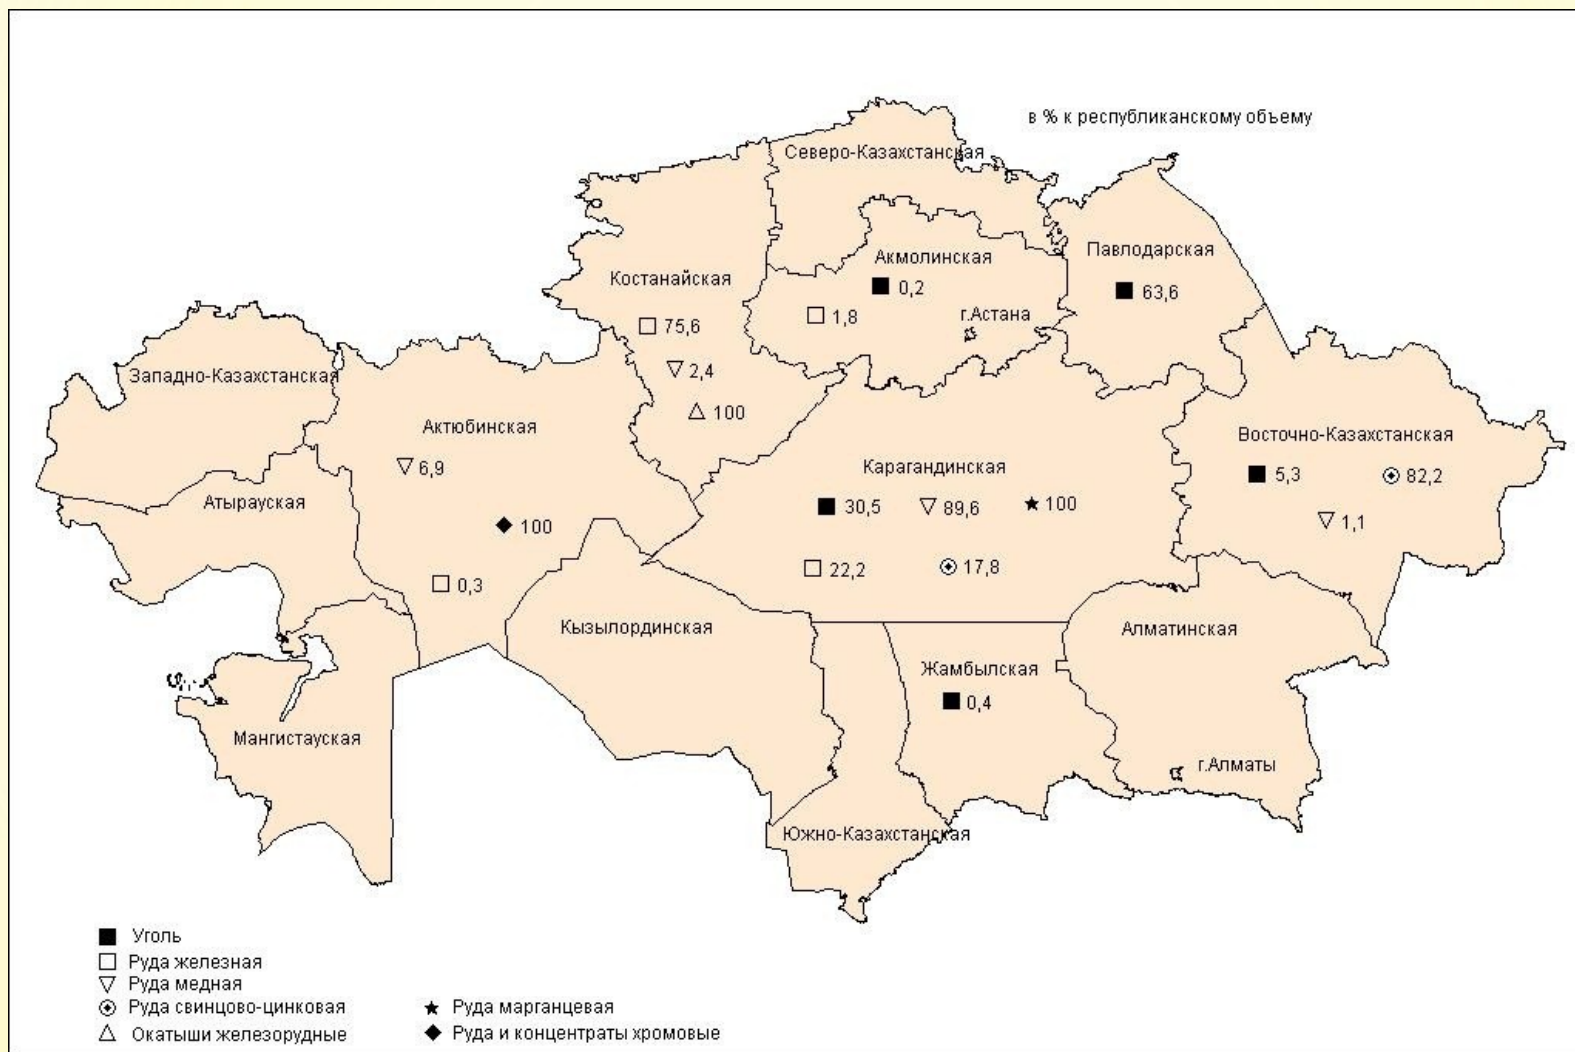 в % к республиканскому объему
Северо-Казахстанская
Павлодарская
63,6
Акмолинская
0,2
1,8
г.Астана
Костанайская
75,6
2,4
100
Западно-Казахстанская
Актюбинская
6,9
100
0,3
Атырауская
Мангистауская
Карагандинская
30,5
89,6
100
22,2
17,8
Восточно-Казахстанская
5,3
82,2
1,1
Кызылординская
Жамбылская
0,4
Алматинская
г.Алматы
Южно-Казахстанская
Уголь
Руда железная
Руда медная
Руда свинцово-цинковая
Окатыши железорудные
Руда марганцевая
Руда и концентраты хромовые